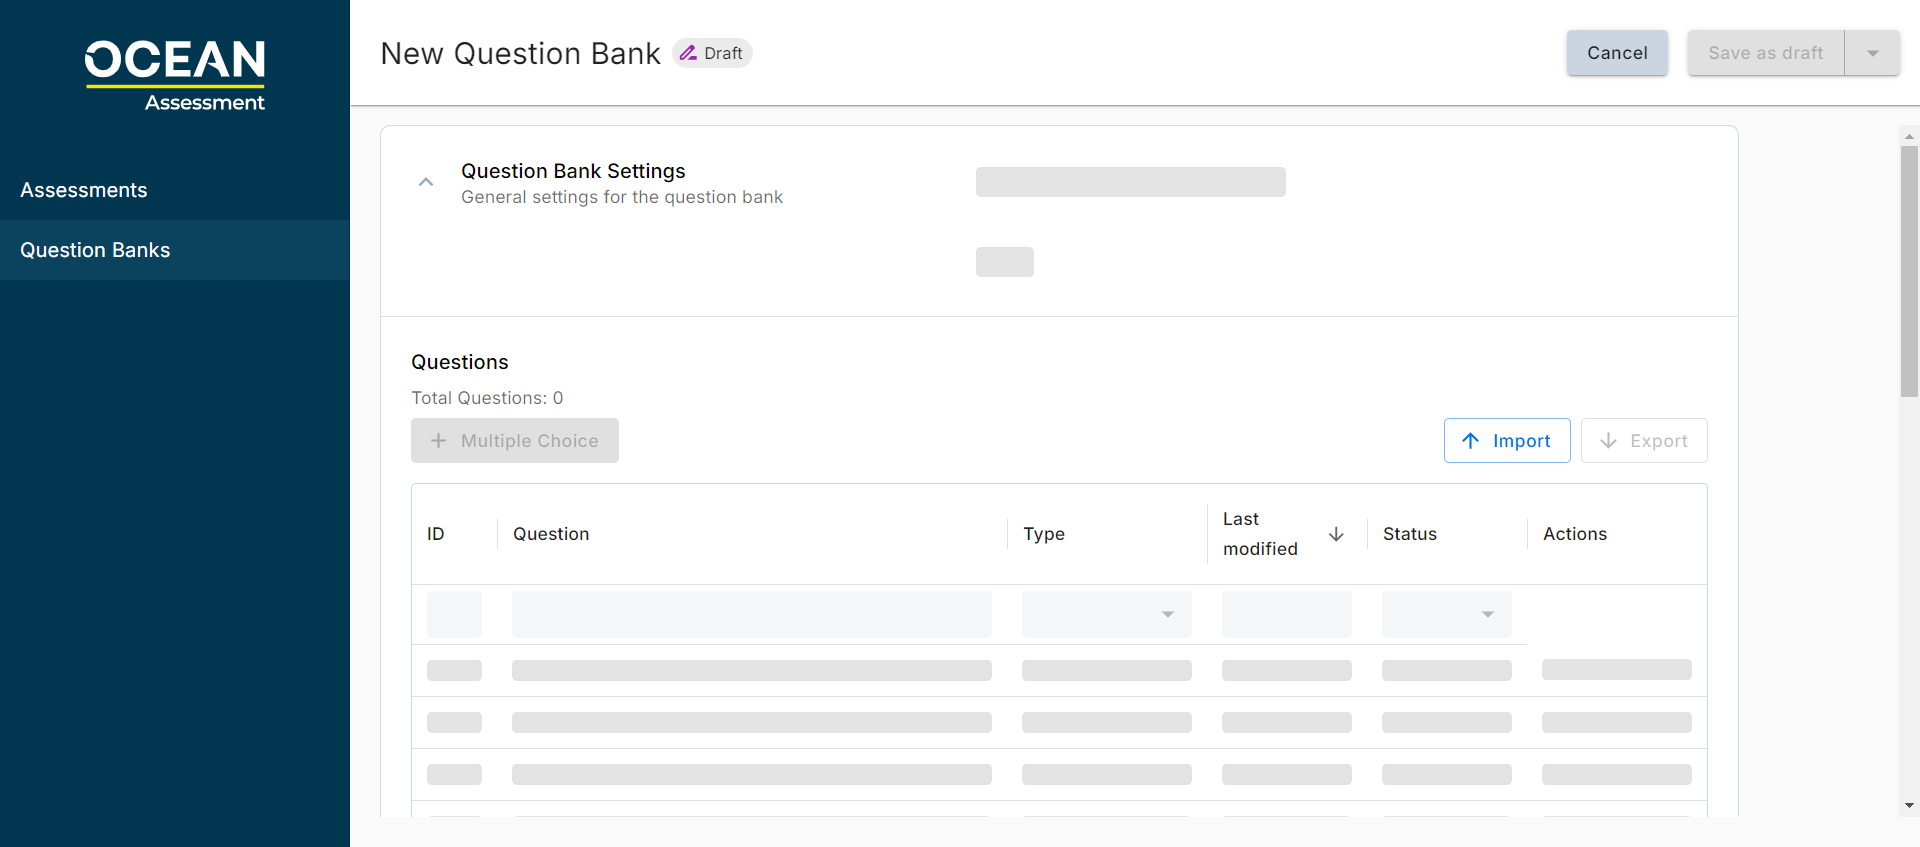 OCEAN
Assessment
Assessments
Question Banks
New Question Bank
Draft
Cancel
Save as draft
Question Bank Settings
General settings for the question bank
Questions
Total Questions: 0
Multiple Choice
Import
Export
ID
Question
Type
Last
modified
Status
Actions